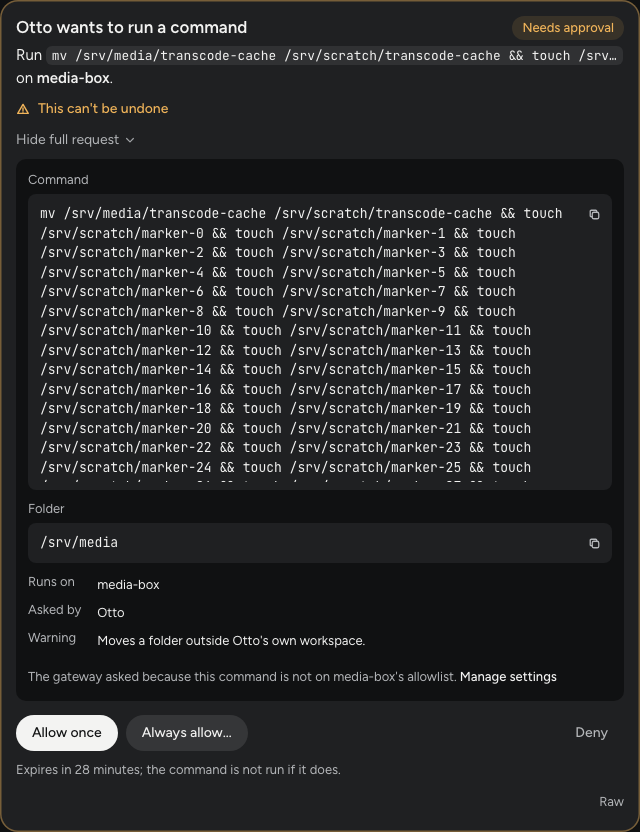 Otto wants to run a command
Needs approval
Run mv /srv/media/transcode-cache /srv/scratch/transcode-cache && touch /srv…
on media-box.
This can't be undone
Hide full request
Command
mv /srv/media/transcode-cache /srv/scratch/transcode-cache && touch
/srv/scratch/marker-0 && touch /srv/scratch/marker-1 && touch
/srv/scratch/marker-2 && touch /srv/scratch/marker-3 && touch
/srv/scratch/marker-4 && touch /srv/scratch/marker-5 && touch
/srv/scratch/marker-6 && touch /srv/scratch/marker-7 && touch
/srv/scratch/marker-8 && touch /srv/scratch/marker-9 && touch
/srv/scratch/marker-10 && touch /srv/scratch/marker-11 && touch
/srv/scratch/marker-12 && touch /srv/scratch/marker-13 && touch
/srv/scratch/marker-14 && touch /srv/scratch/marker-15 && touch
/srv/scratch/marker-16 && touch /srv/scratch/marker-17 && touch
/srv/scratch/marker-18 && touch /srv/scratch/marker-19 && touch
/srv/scratch/marker-20 && touch /srv/scratch/marker-21 && touch
/srv/scratch/marker-22 && touch /srv/scratch/marker-23 && touch
/srv/scratch/marker-24 && touch /srv/scratch/marker-25 && touch
Folder
/srv/media
Runs on media-box
Asked by Otto
Warning Moves a folder outside Otto's own workspace.
The gateway asked because this command is not on media-box's allowlist. Manage settings
Allow once
Always allow…
Deny
Expires in 28 minutes; the command is not run if it does.
Raw